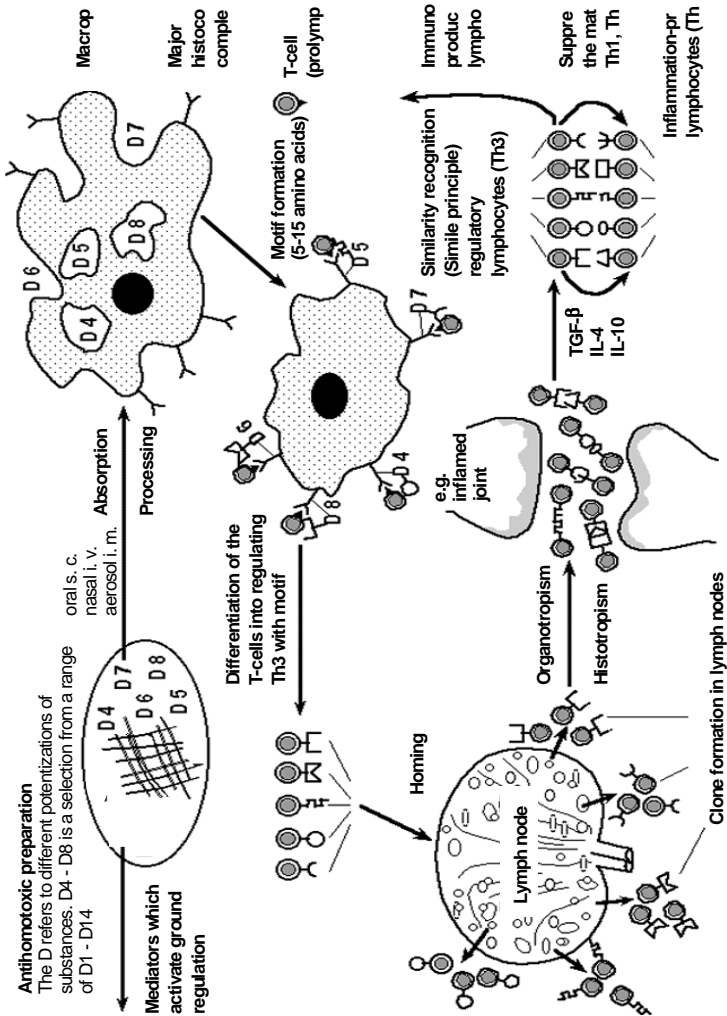 Antihomotoxic preparation
The D refers to different potentizations of
substances. D4 - D8 is a selection from a range
of D1 - D14
oral s. c.
nasal i. v.
aerosol i. m.
Absorption
Processing
Mediators which
activate ground
regulation
D4
D7
D6
D8
D5
D6
D4
D5
D8
D7
Macrop
Major
histoco
comple
T-cell
(prolymp
Motif formation
(5-15 amino acids)
D6
D5
D8
D4
D7
Differentiation of the
T-cells into regulating
Th3 with motif
Homing
Similarity recognition
(Simile principle)
regulatory
lymphocytes (Th3)
Immuno
produc
lympho
e.g.
inflamed
joint
Lymph node
Organotropism
Histotropism
TGF-β
IL-4
IL-10
Suppre
the mat
Th1, Th
Inflammation-pr
lymphocytes (Th
Clone formation in lymph nodes